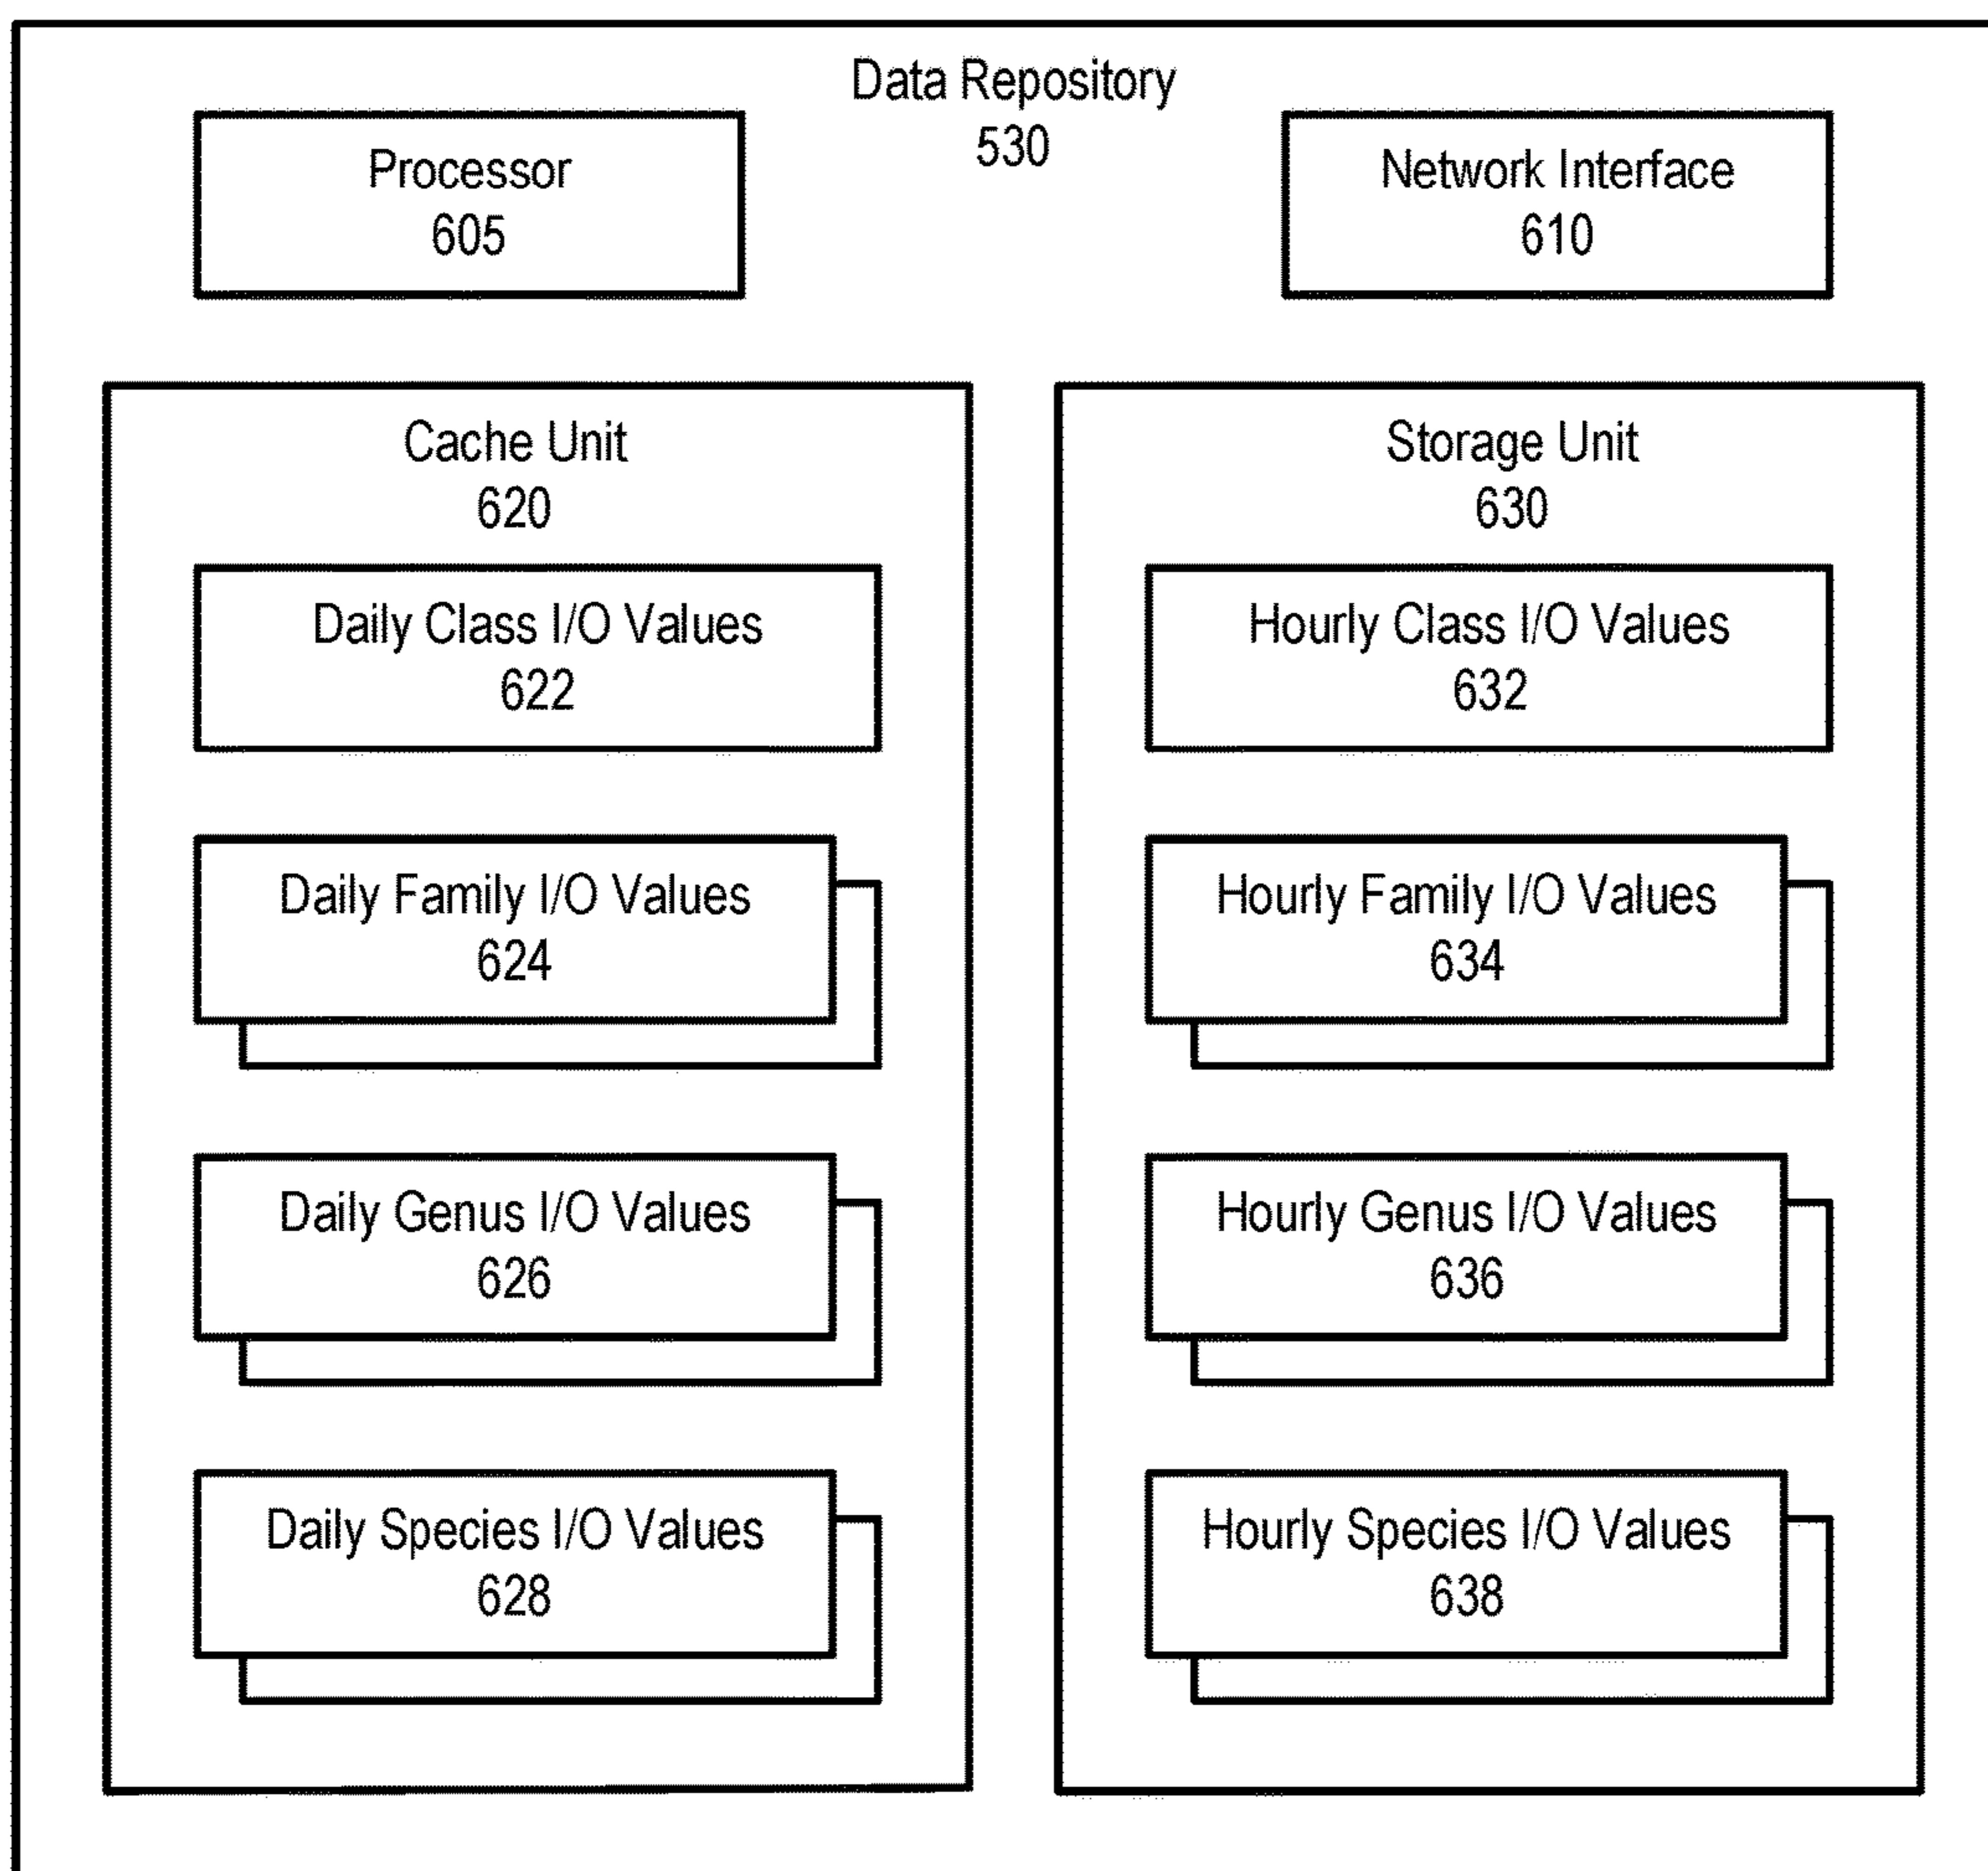 Data Repository
530
Processor
605
Network Interface
610
Cache Unit
620
Daily Class I/O Values
622
Daily Family I/O Values
624
Daily Genus I/O Values
626
Daily Species I/O Values
628
Storage Unit
630
Hourly Class I/O Values
632
Hourly Family I/O Values
634
Hourly Genus I/O Values
636
Hourly Species I/O Values
638